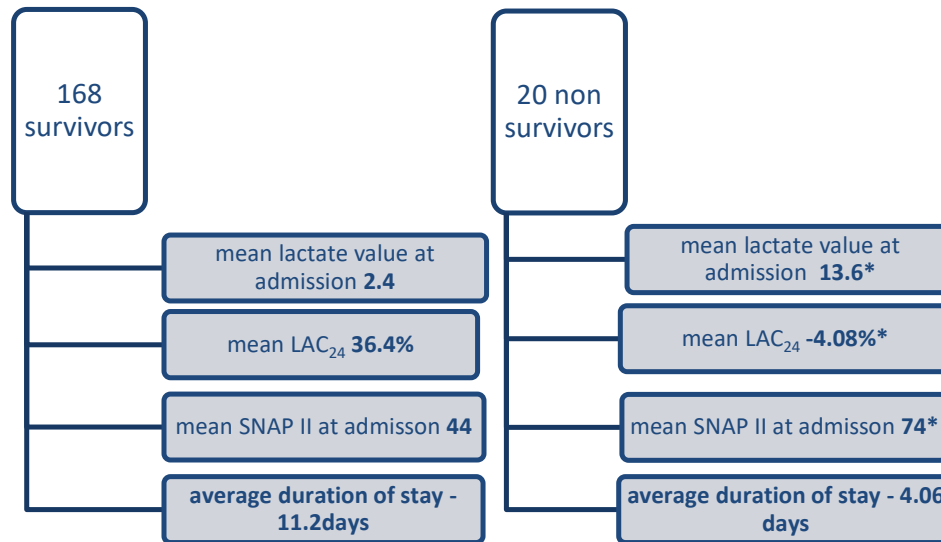 168
survivors
mean lactate value at
admission 2.4
mean LAC₂₄ 36.4%
mean SNAP II at admisson 44
average duration of stay -
11.2days
20 non
survivors
mean lactate value at
admission 13.6*
mean LAC₂₄ -4.08%*
mean SNAP II at admisson 74*
average duration of stay - 4.06
days